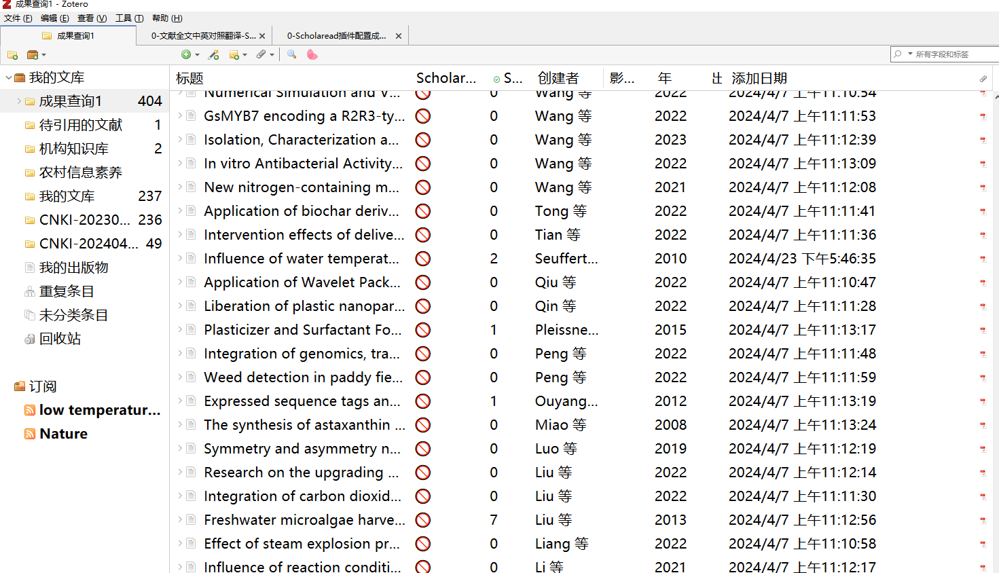 成果查询1 - Zotero
文件 (F) 编辑 (E) 查看 (V) 工具 (T) 帮助 (H)
成果查询1 0-文献全文中英对照翻译-S... 0-Scholaread插件配置成...
所有字段和标签
我的文库
成果查询1 404
待引用的文献 1
机构知识库 2
农村信息素养
我的文库 237
CNKI-20230... 236
CNKI-202404... 49
我的出版物
重复条目
未分类条目
回收站
订阅
low temperatur...
Nature
标题 Scholar... S... 创建者 影... 年 出 添加日期
Numerical Simulation and V... 0 Wang 等 2022 2024/4/7 上午11:10:54
GsMYB7 encoding a R2R3-ty... 0 Wang 等 2022 2024/4/7 上午11:11:53
Isolation, Characterization a... 0 Wang 等 2023 2024/4/7 上午11:12:39
In vitro Antibacterial Activity... 0 Wang 等 2022 2024/4/7 上午11:13:09
New nitrogen-containing m... 0 Wang 等 2021 2024/4/7 上午11:12:08
Application of biochar deriv... 0 Tong 等 2022 2024/4/7 上午11:11:41
Intervention effects of delive... 0 Tian 等 2022 2024/4/7 上午11:11:36
Influence of water temperat... 2 Seuffert... 2010 2024/4/23 下午5:46:35
Application of Wavelet Pack... 0 Qiu 等 2022 2024/4/7 上午11:10:47
Liberation of plastic nanopar... 0 Qin 等 2022 2024/4/7 上午11:11:28
Plasticizer and Surfactant Fo... 1 Pleissne... 2015 2024/4/7 上午11:13:17
Integration of genomics, tra... 0 Peng 等 2022 2024/4/7 上午11:11:48
Weed detection in paddy fie... 0 Peng 等 2022 2024/4/7 上午11:11:59
Expressed sequence tags an... 1 Ouyang... 2012 2024/4/7 上午11:13:19
The synthesis of astaxanthin ... 0 Miao 等 2008 2024/4/7 上午11:13:24
Symmetry and asymmetry n... 0 Luo 等 2019 2024/4/7 上午11:12:19
Research on the upgrading ... 0 Liu 等 2022 2024/4/7 上午11:12:14
Integration of carbon dioxid... 0 Liu 等 2022 2024/4/7 上午11:11:30
Freshwater microalgae harve... 7 Liu 等 2013 2024/4/7 上午11:12:56
Effect of steam explosion pr... 0 Liang 等 2022 2024/4/7 上午11:10:58
Influence of reaction conditi... 0 Li 等 2021 2024/4/7 上午11:12:17